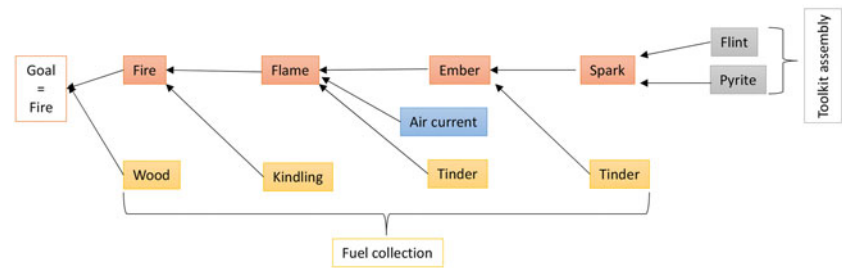 Goal
=
Fire
Fire
Flame
Ember
Spark
Flint
Pyrite
Toolkit assembly
Air current
Wood
Kindling
Tinder
Tinder
Fuel collection